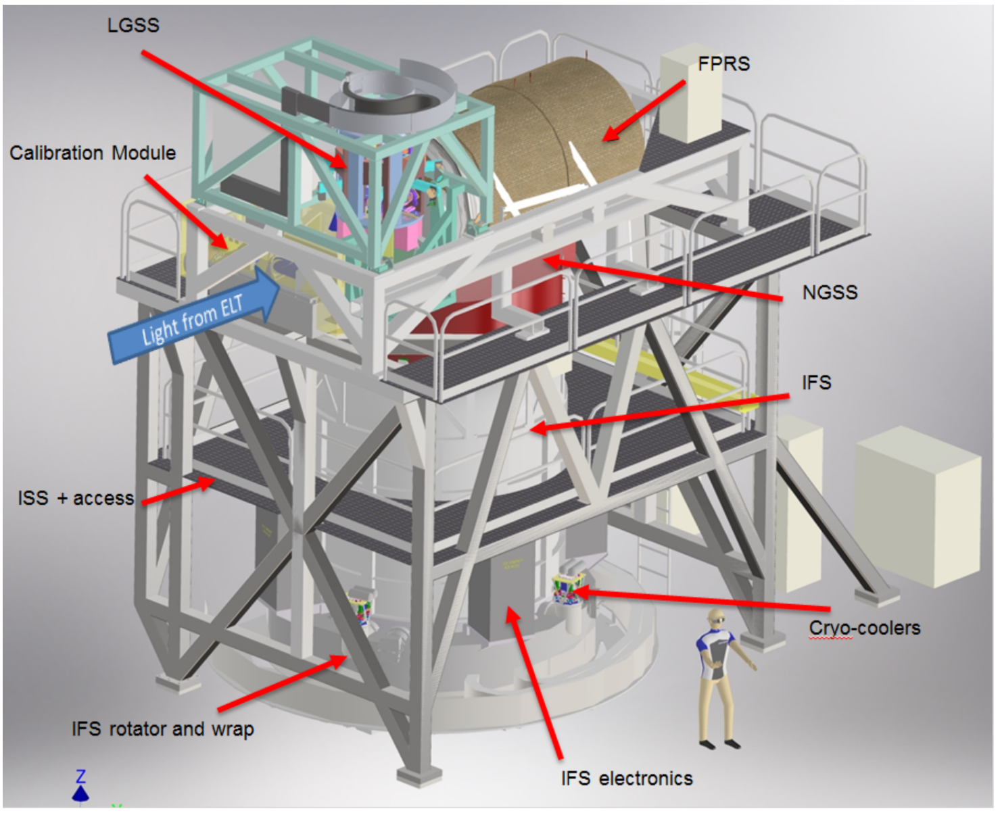 LGSS
FPRS
Calibration Module
Light from ELT
NGSS
IFS
ISS + access
Cryo-coolers
IFS rotator and wrap
IFS electronics
Z